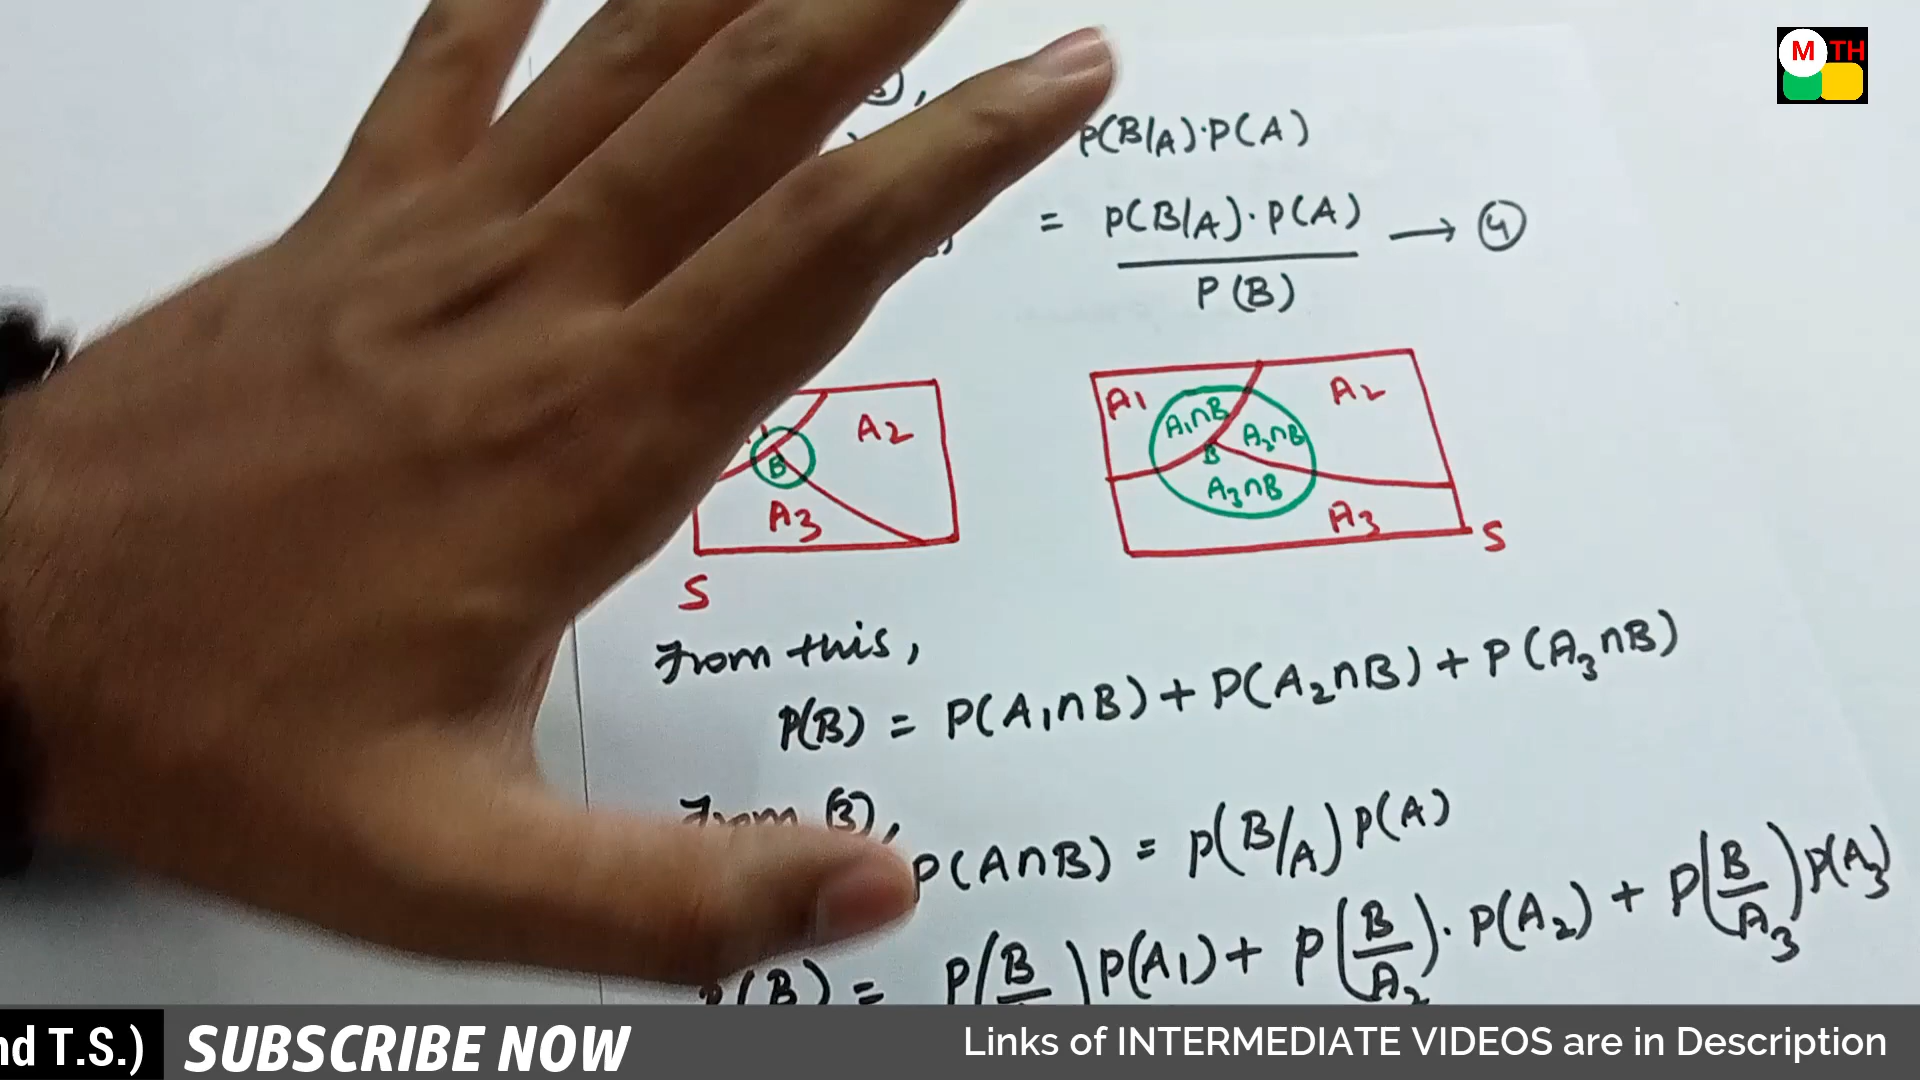 M TH
P(B/A)·P(A)
= P(B/A)·P(A) / P(B) → ④
A2
B
A3
S
A1
A1∩B
A2
A2∩B
B
A3∩B
A3
S
From this,
P(B) = P(A1∩B) + P(A2∩B) + P(A3∩B)
From (3),
P(A∩B) = P(B/A) P(A)
(B) = P(B )P(A1) + P(B/A2)·P(A2) + P(B/A3)P(A3)
nd T.S.) SUBSCRIBE NOW Links of INTERMEDIATE VIDEOS are in Description